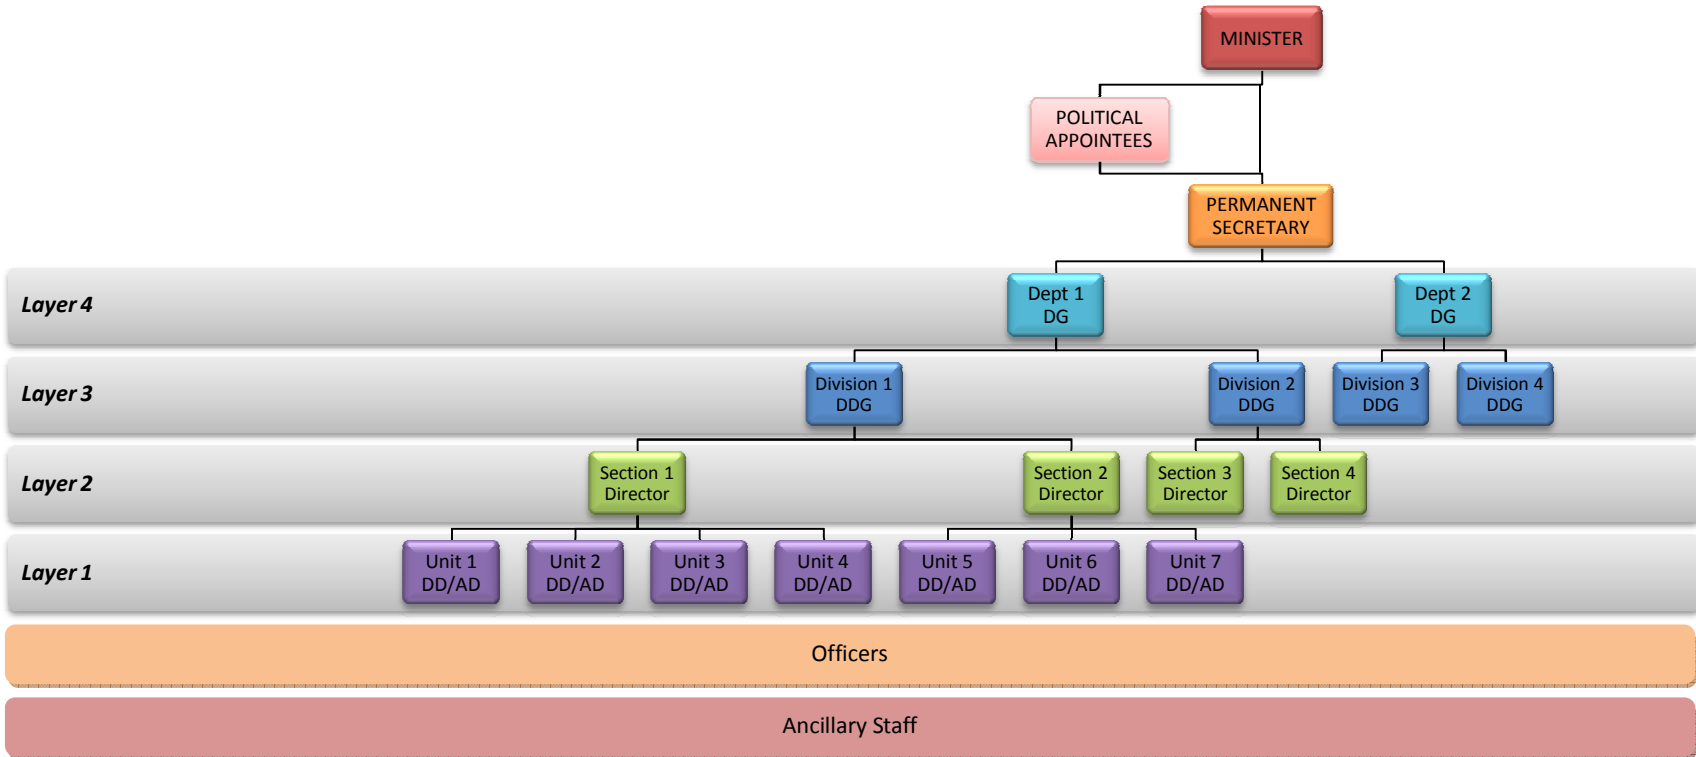 MINISTER
POLITICAL
APPOINTEES
PERMANENT
SECRETARY
Layer 4
Dept 1
DG
Dept 2
DG
Layer 3
Division 1
DDG
Division 2
DDG
Division 3
DDG
Division 4
DDG
Layer 2
Section 1
Director
Section 2
Director
Section 3
Director
Section 4
Director
Layer 1
Unit 1
DD/AD
Unit 2
DD/AD
Unit 3
DD/AD
Unit 4
DD/AD
Unit 5
DD/AD
Unit 6
DD/AD
Unit 7
DD/AD
Officers
Ancillary Staff